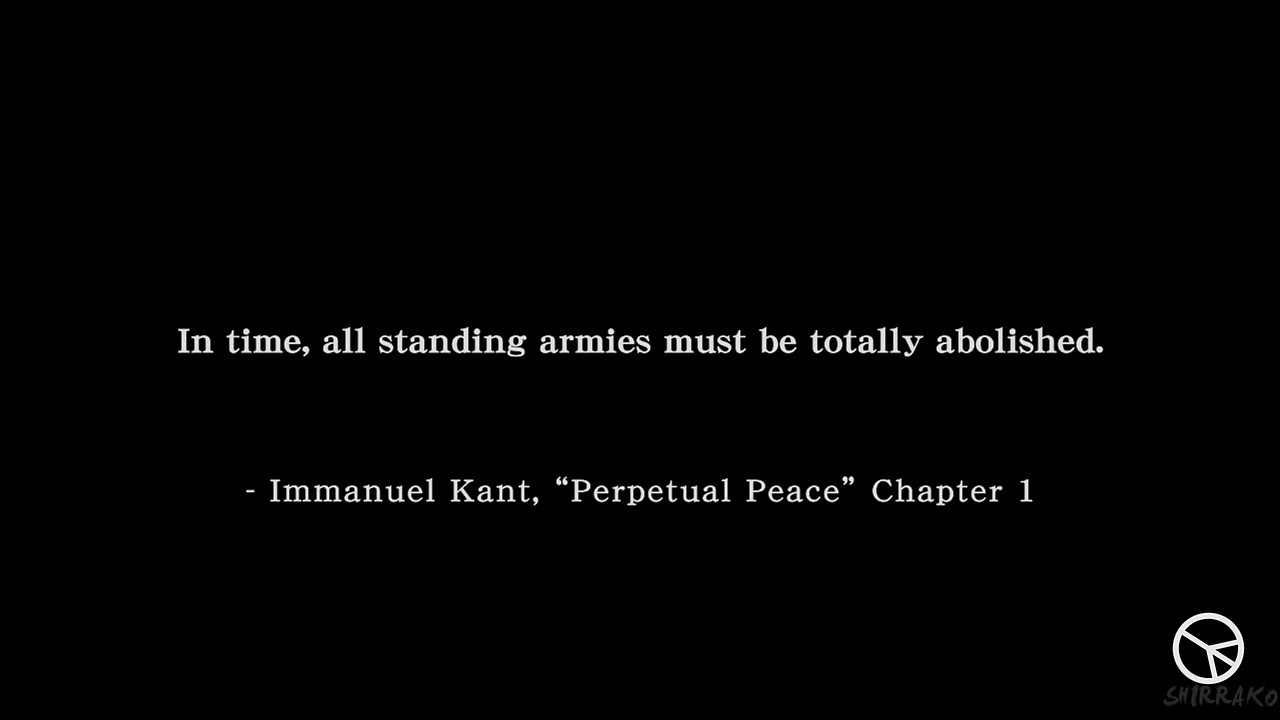 In time, all standing armies must be totally abolished.
- Immanuel Kant, “Perpetual Peace” Chapter 1
SHIRRAKO